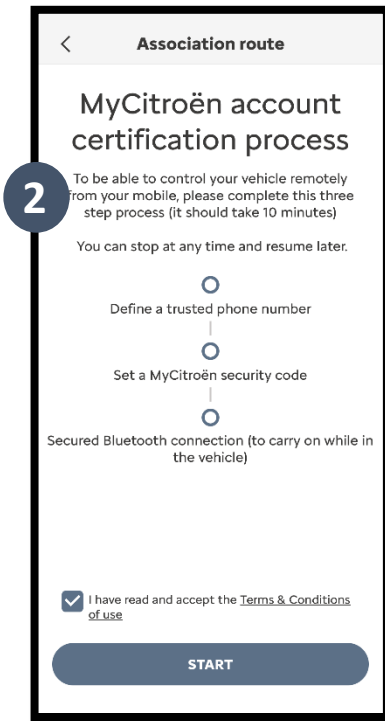 Association route
MyCitroën account
certification process
2
To be able to control your vehicle remotely
from your mobile, please complete this three
step process (it should take 10 minutes)
You can stop at any time and resume later.
Define a trusted phone number
Set a MyCitroën security code
Secured Bluetooth connection (to carry on while in
the vehicle)
I have read and accept the Terms & Conditions
of use
START